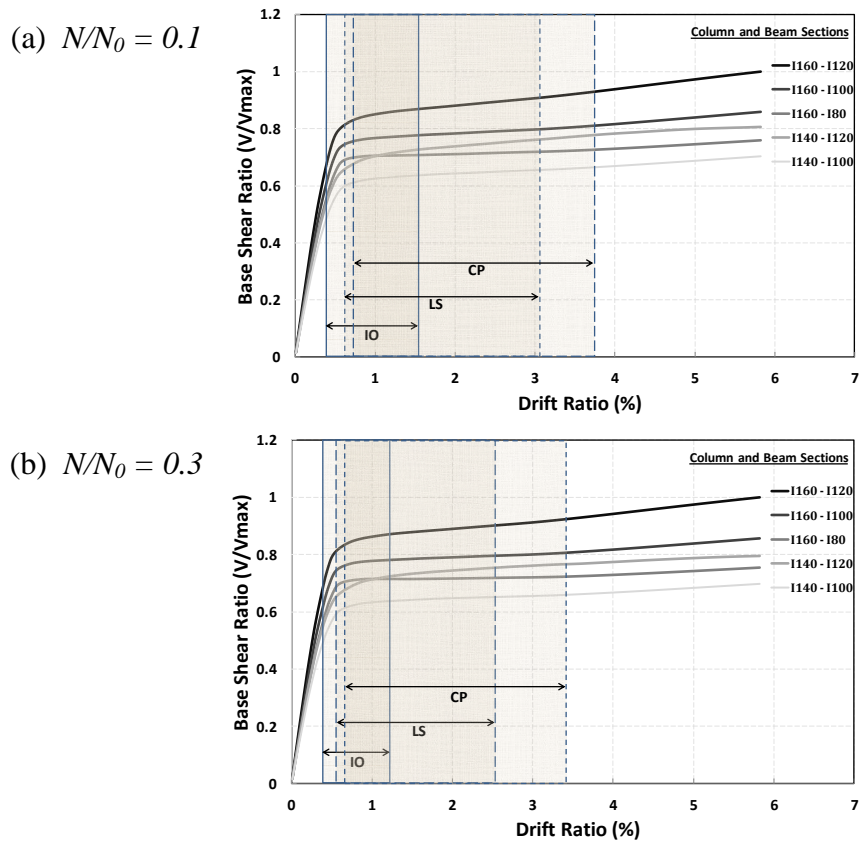 (a) N/N0 = 0.1
Base Shear Ratio (V/Vmax)
1.2
1
0.8
0.6
0.4
0.2
0
Column and Beam Sections
I160 - I120
I160 - I100
I160 - I80
I140 - I120
I140 - I100
CP
LS
IO
0 1 2 3 4 5 6 7
Drift Ratio (%)
(b) N/N0 = 0.3
Base Shear Ratio (V/Vmax)
1.2
1
0.8
0.6
0.4
0.2
0
Column and Beam Sections
I160 - I120
I160 - I100
I160 - I80
I140 - I120
I140 - I100
CP
LS
IO
0 1 2 3 4 5 6 7
Drift Ratio (%)